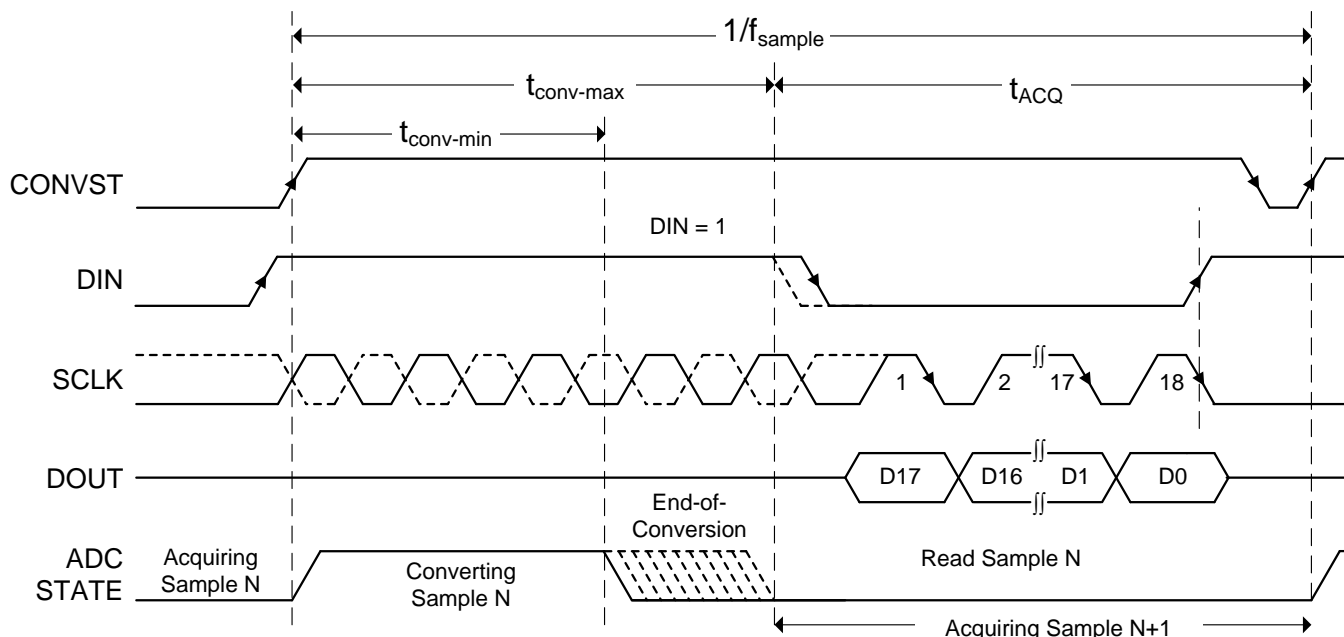 1/fsample
tconv-max
tACQ
tconv-min
CONVST
DIN = 1
DIN
SCLK
1
2
17
18
DOUT
D17
D16
D1
D0
End-of-
Conversion
ADC
STATE
Acquiring
Sample N
Converting
Sample N
Read Sample N
Acquiring Sample N+1